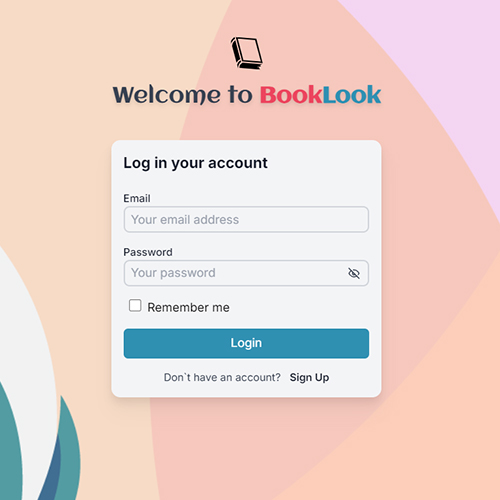 Welcome to BookLook
Log in your account
Email
Your email address
Password
Your password
Remember me
Login
Don`t have an account? Sign Up